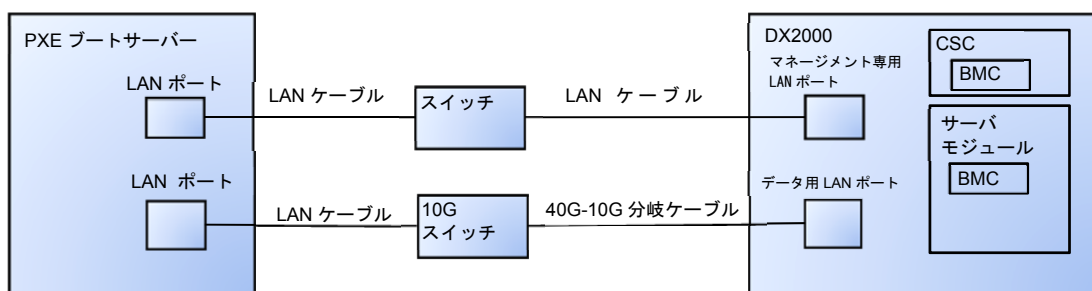 PXE ブートサーバー
LAN ポート
LAN ケーブル
スイッチ
LAN ケーブル
LAN ポート
LAN ケーブル
10G
スイッチ
40G-10G 分岐ケーブル
DX2000
マネージメント専用
LAN ポート
データ用 LAN ポート
CSC
BMC
サーバ
モジュール
BMC